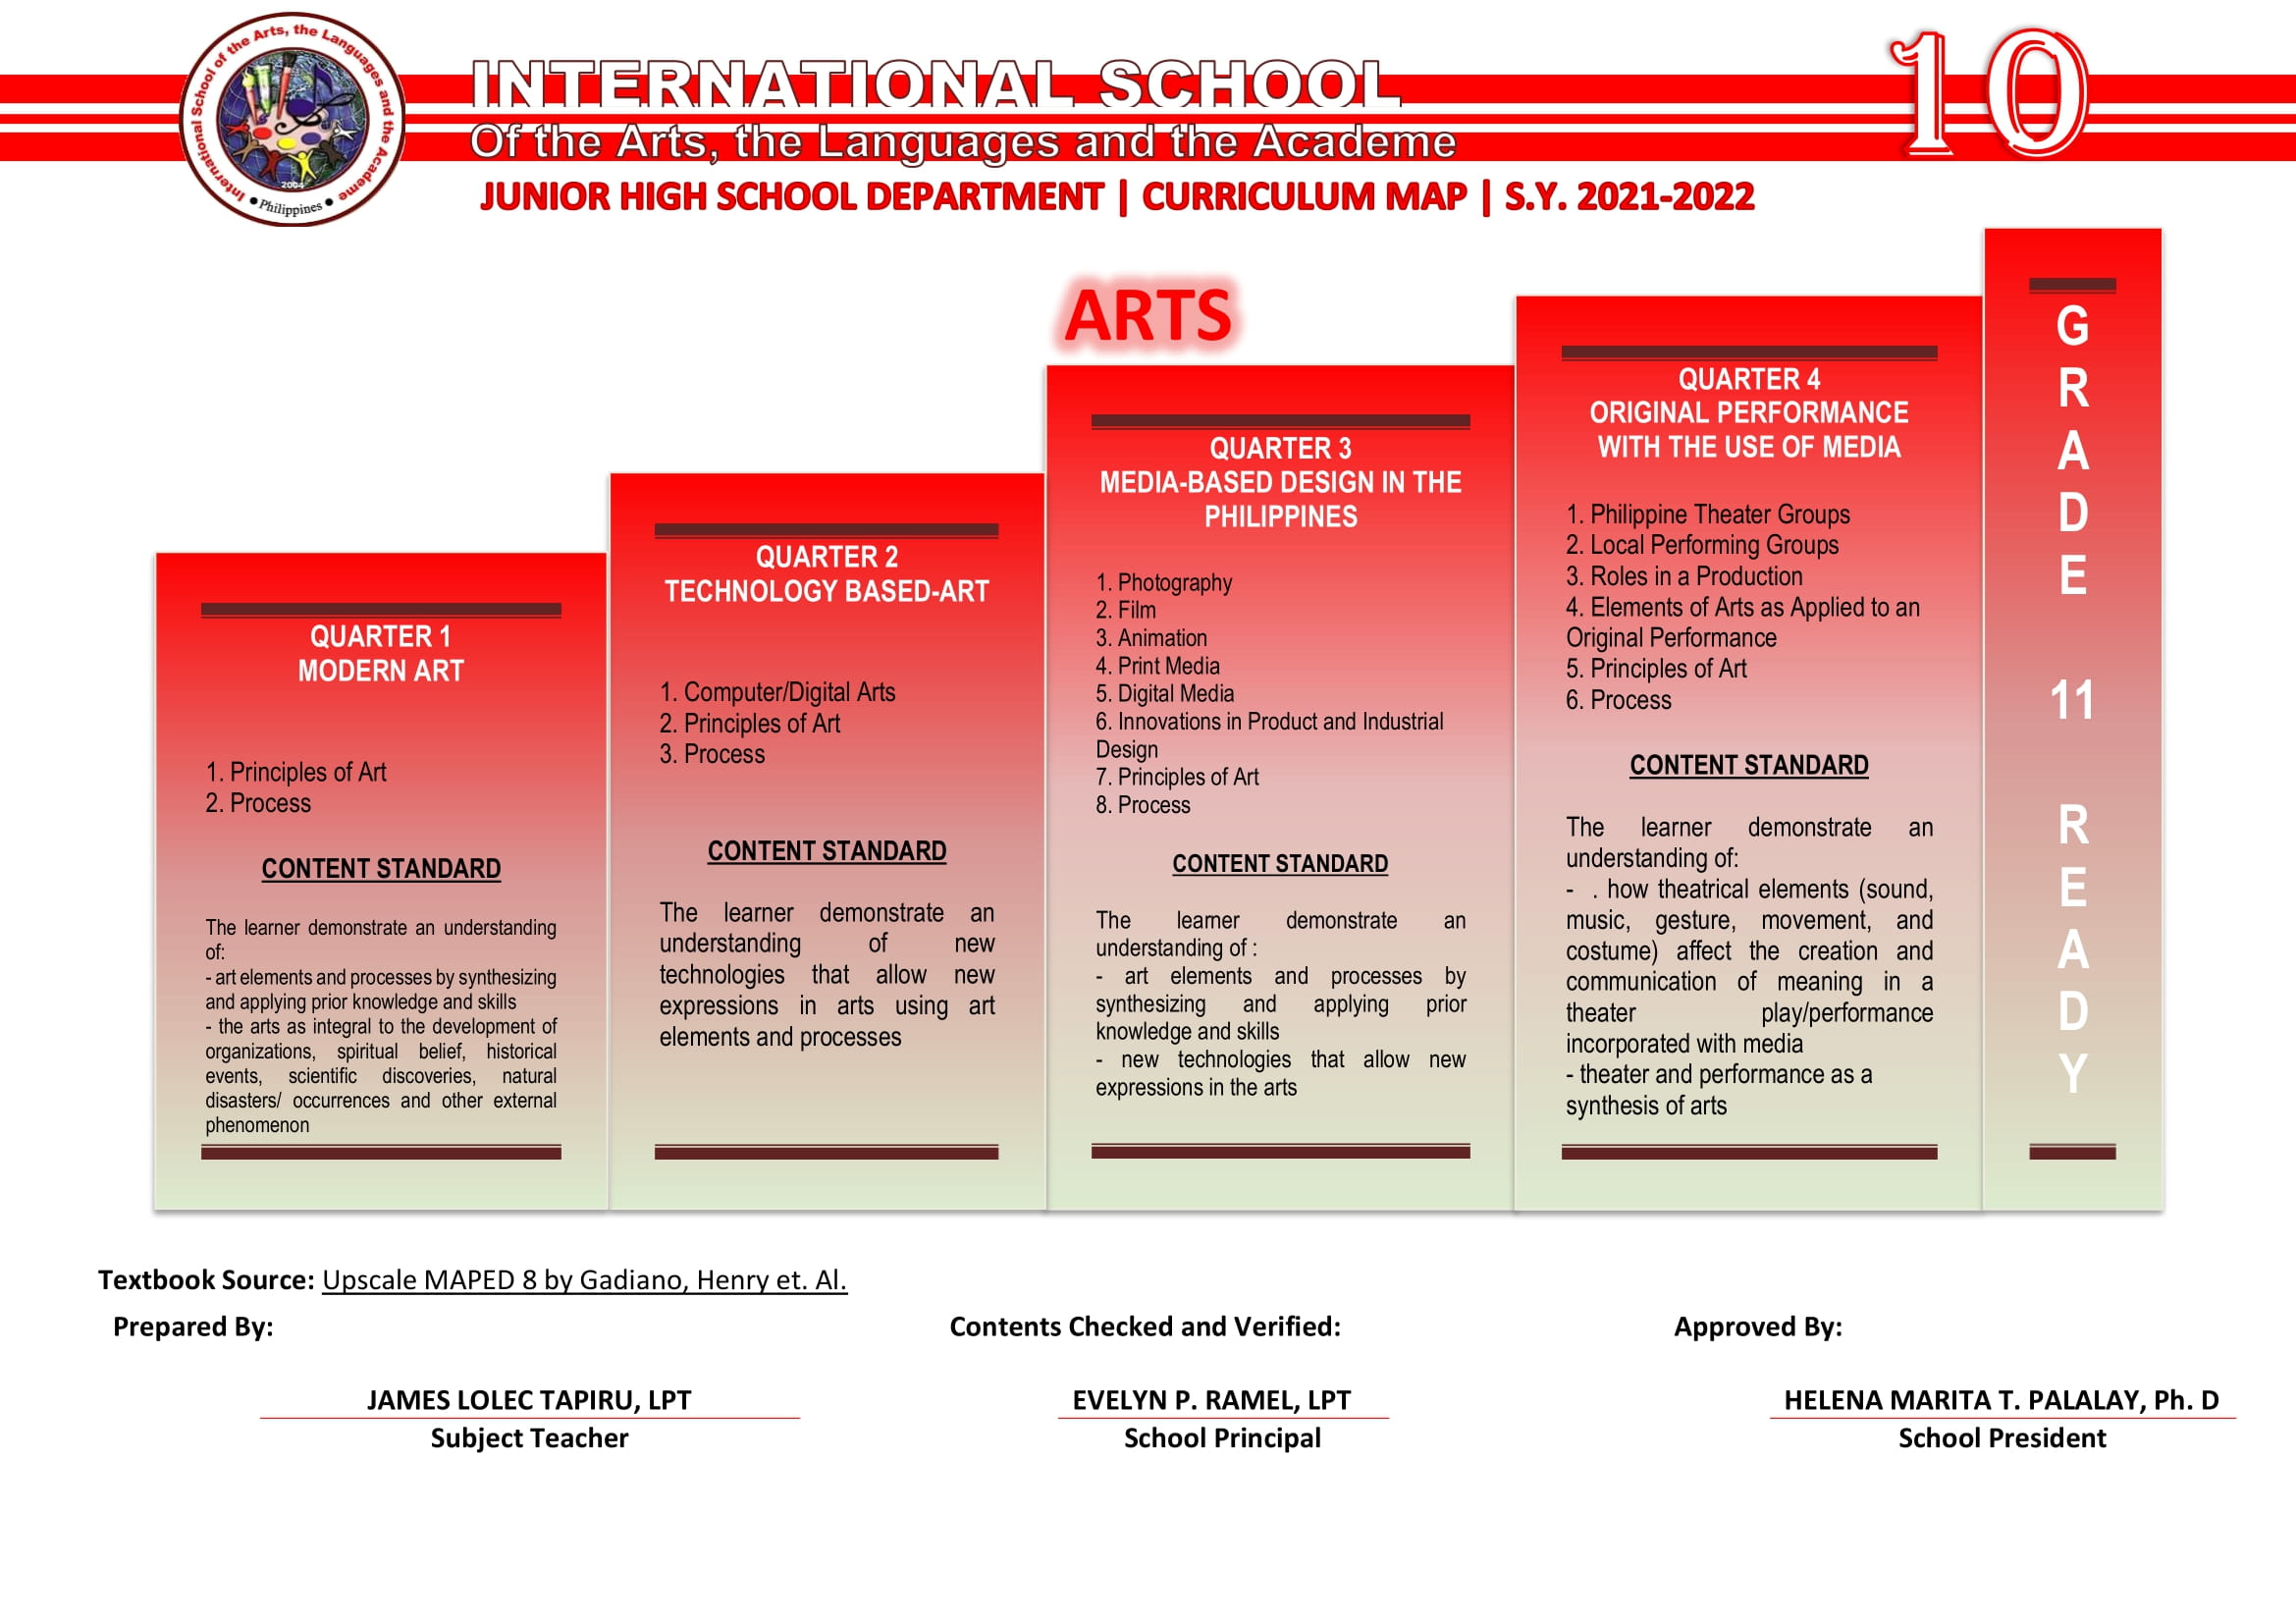 International School of the Arts, the Languages and the Academe
2004
• Philippines •
INTERNATIONAL SCHOOL
Of the Arts, the Languages and the Academe
JUNIOR HIGH SCHOOL DEPARTMENT | CURRICULUM MAP | S.Y. 2021-2022
10
ARTS
QUARTER 1
MODERN ART
1. Principles of Art
2. Process
CONTENT STANDARD
The learner demonstrate an understanding
of:
- art elements and processes by synthesizing
and applying prior knowledge and skills
- the arts as integral to the development of
organizations, spiritual belief, historical
events, scientific discoveries, natural
disasters/ occurrences and other external
phenomenon
QUARTER 2
TECHNOLOGY BASED-ART
1. Computer/Digital Arts
2. Principles of Art
3. Process
CONTENT STANDARD
The learner demonstrate an
understanding of new
technologies that allow new
expressions in arts using art
elements and processes
QUARTER 3
MEDIA-BASED DESIGN IN THE
PHILIPPINES
1. Photography
2. Film
3. Animation
4. Print Media
5. Digital Media
6. Innovations in Product and Industrial
Design
7. Principles of Art
8. Process
CONTENT STANDARD
The learner demonstrate an
understanding of :
- art elements and processes by
synthesizing and applying prior
knowledge and skills
- new technologies that allow new
expressions in the arts
QUARTER 4
ORIGINAL PERFORMANCE
WITH THE USE OF MEDIA
1. Philippine Theater Groups
2. Local Performing Groups
3. Roles in a Production
4. Elements of Arts as Applied to an
Original Performance
5. Principles of Art
6. Process
CONTENT STANDARD
The learner demonstrate an
understanding of:
- . how theatrical elements (sound,
music, gesture, movement, and
costume) affect the creation and
communication of meaning in a
theater play/performance
incorporated with media
- theater and performance as a
synthesis of arts
G
R
A
D
E
11
R
E
A
D
Y
Textbook Source: Upscale MAPED 8 by Gadiano, Henry et. Al.
Prepared By:
Contents Checked and Verified:
Approved By:
JAMES LOLEC TAPIRU, LPT
EVELYN P. RAMEL, LPT
HELENA MARITA T. PALALAY, Ph. D
Subject Teacher
School Principal
School President